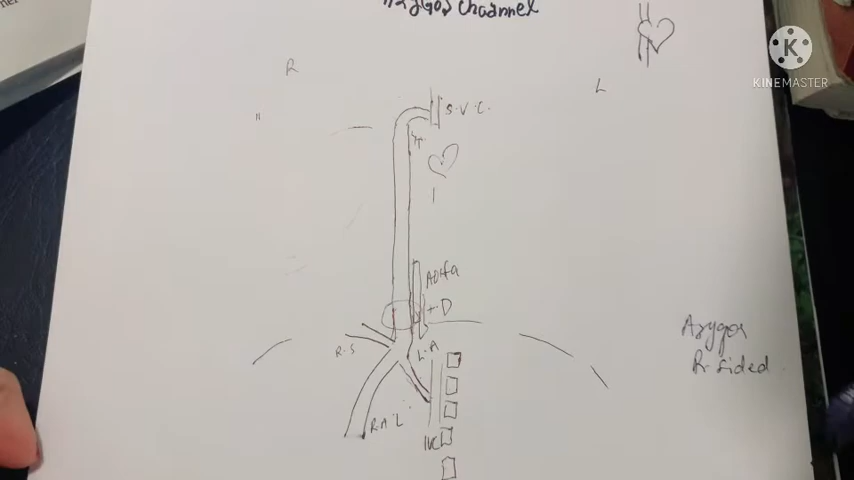 Azygos channel
R
L
S.V.C.
Aorta
T.D
R.S
L.A
R.A.L
IVC
Azygos
R-sided
K
KINEMASTER